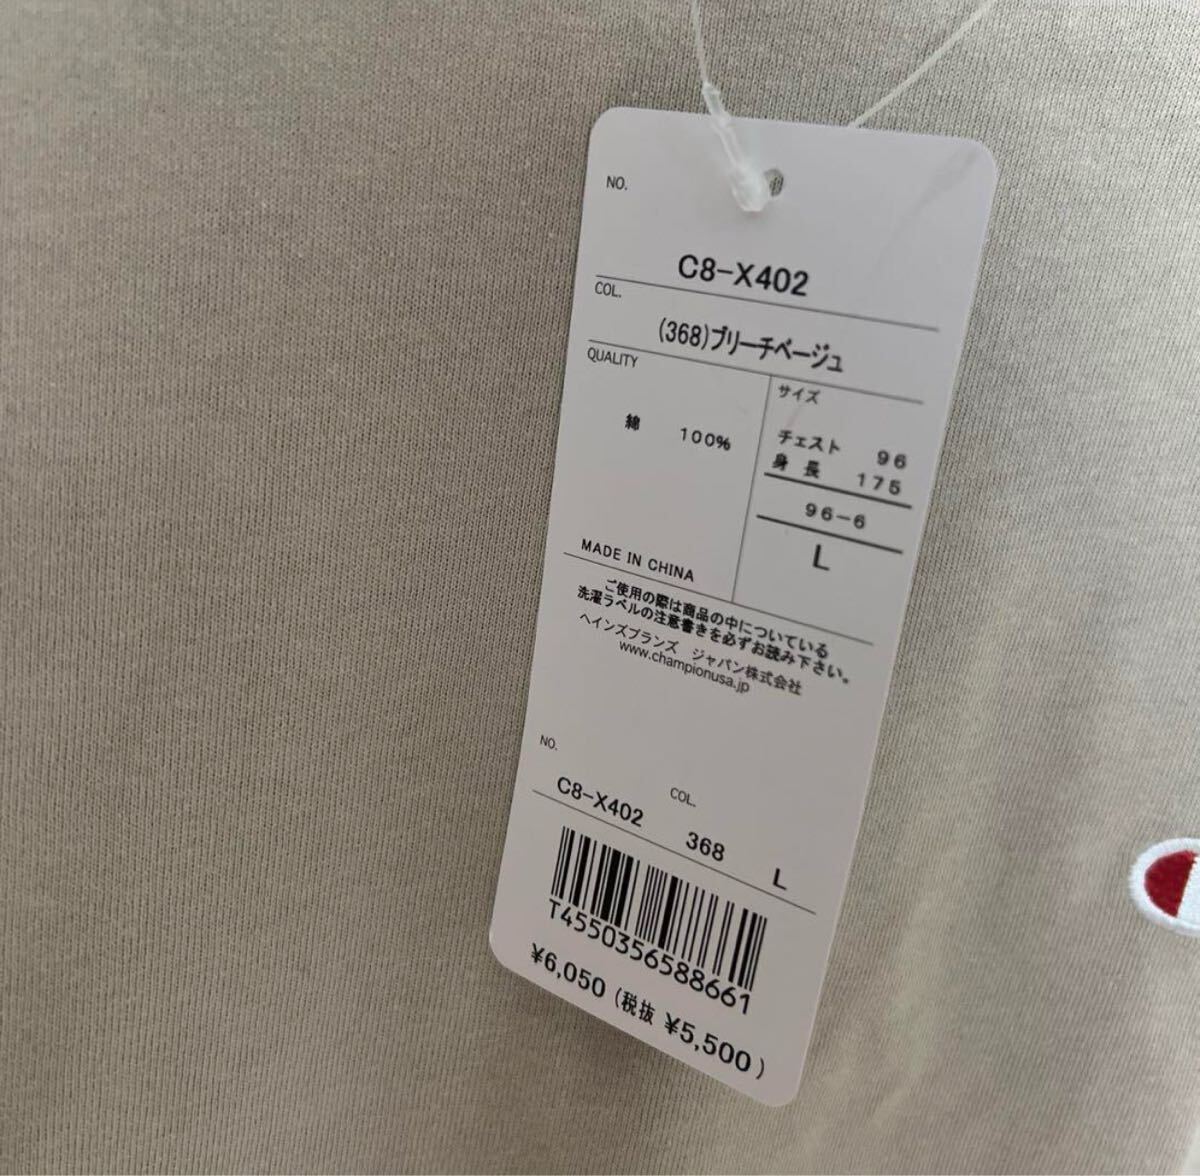 NO.
C8-X402
COL.
(368)ブリーチベージュ
QUALITY
綿 100%
MADE IN CHINA
サイズ
チェスト 96
身長 175
96-6
L
ご使用の際は商品の中についている
洗濯ラベルの注意書きを必ずお読み下さい。
ヘインズブランズ ジャパン株式会社
www.championusa.jp
NO.
C8-X402
COL.
368
L
T4550356588661
¥6,050 (税抜 ¥5,500)